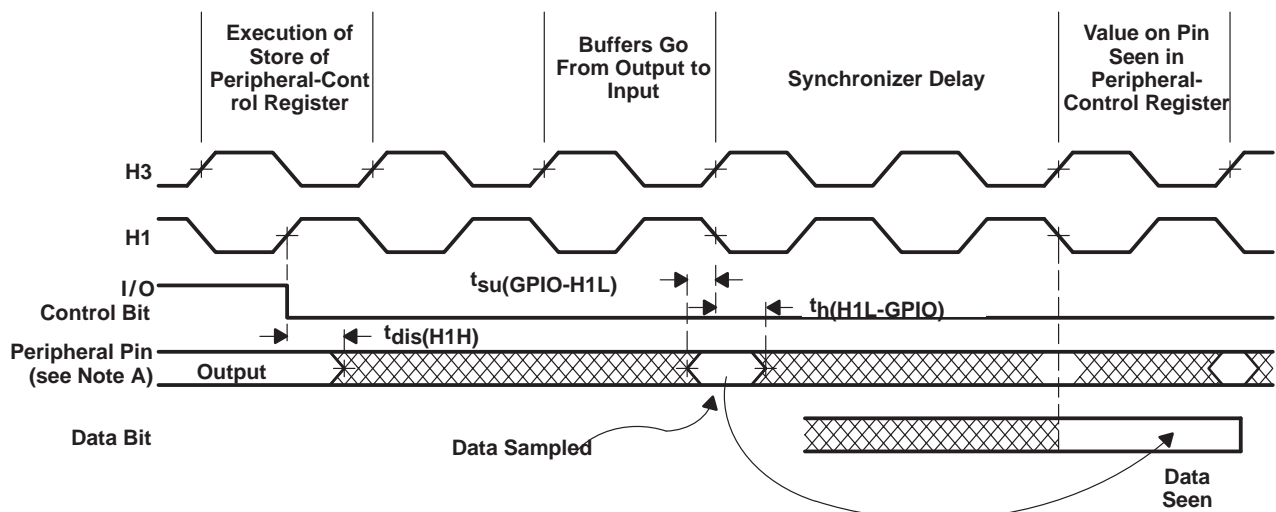 Execution of
Store of
Peripheral-Cont
rol Register
Buffers Go
From Output to
Input
Synchronizer Delay
Value on Pin
Seen in
Peripheral-
Control Register
H3
H1
I/O
Control Bit
tsu(GPIO-H1L)
th(H1L-GPIO)
tdis(H1H)
Peripheral Pin
(see Note A)
Output
Data Bit
Data Sampled
Data
Seen